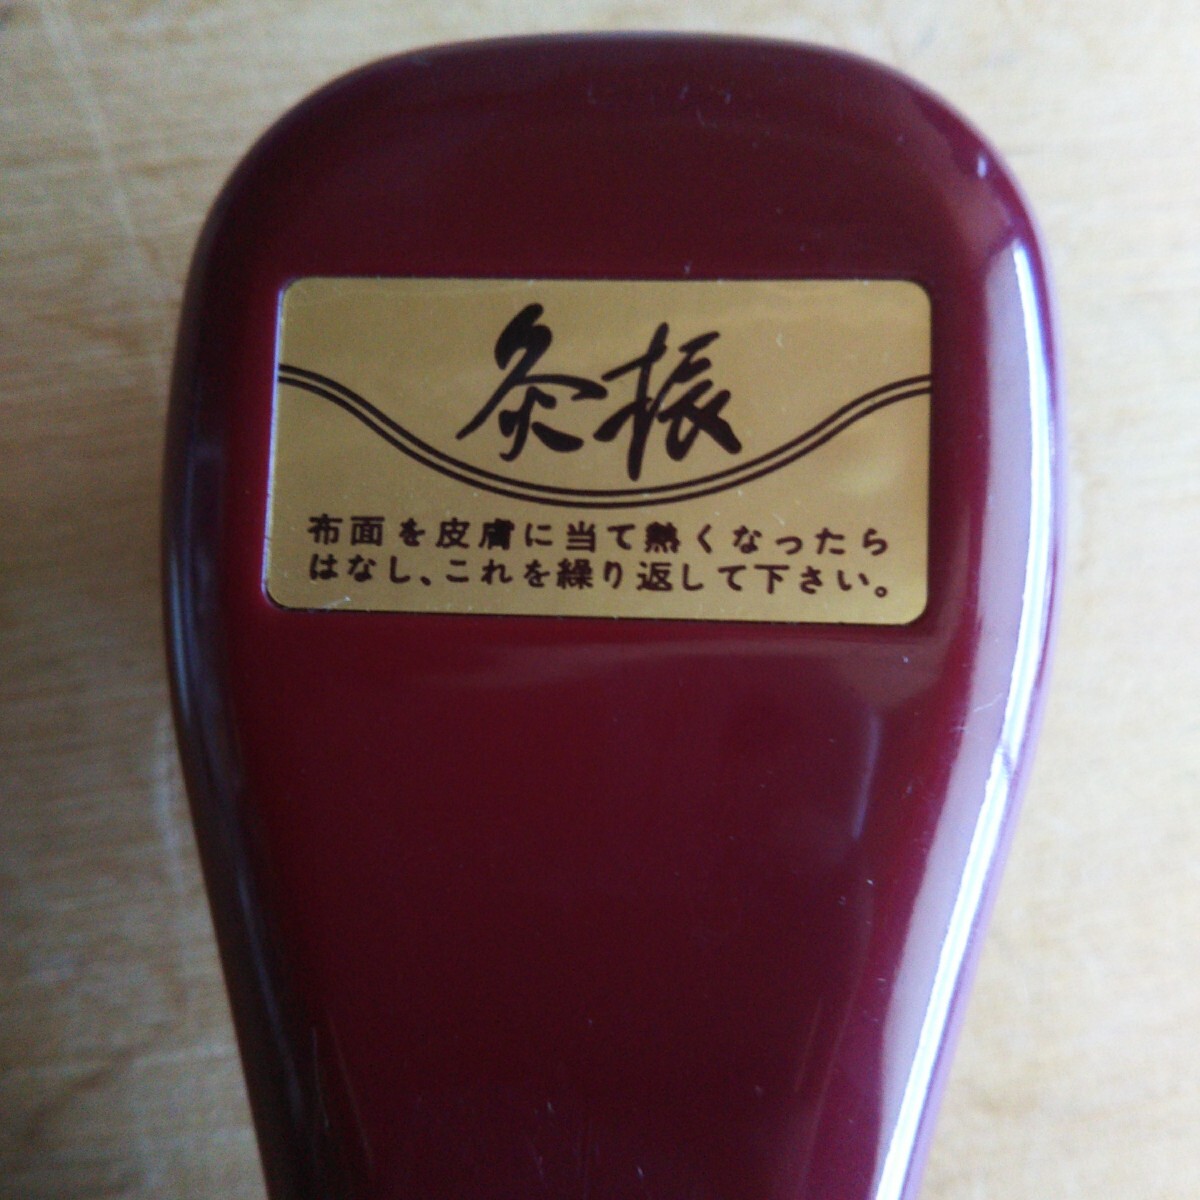 灸振
布面を皮膚に当て熱くなったら
はなし、これを繰り返して下さい。